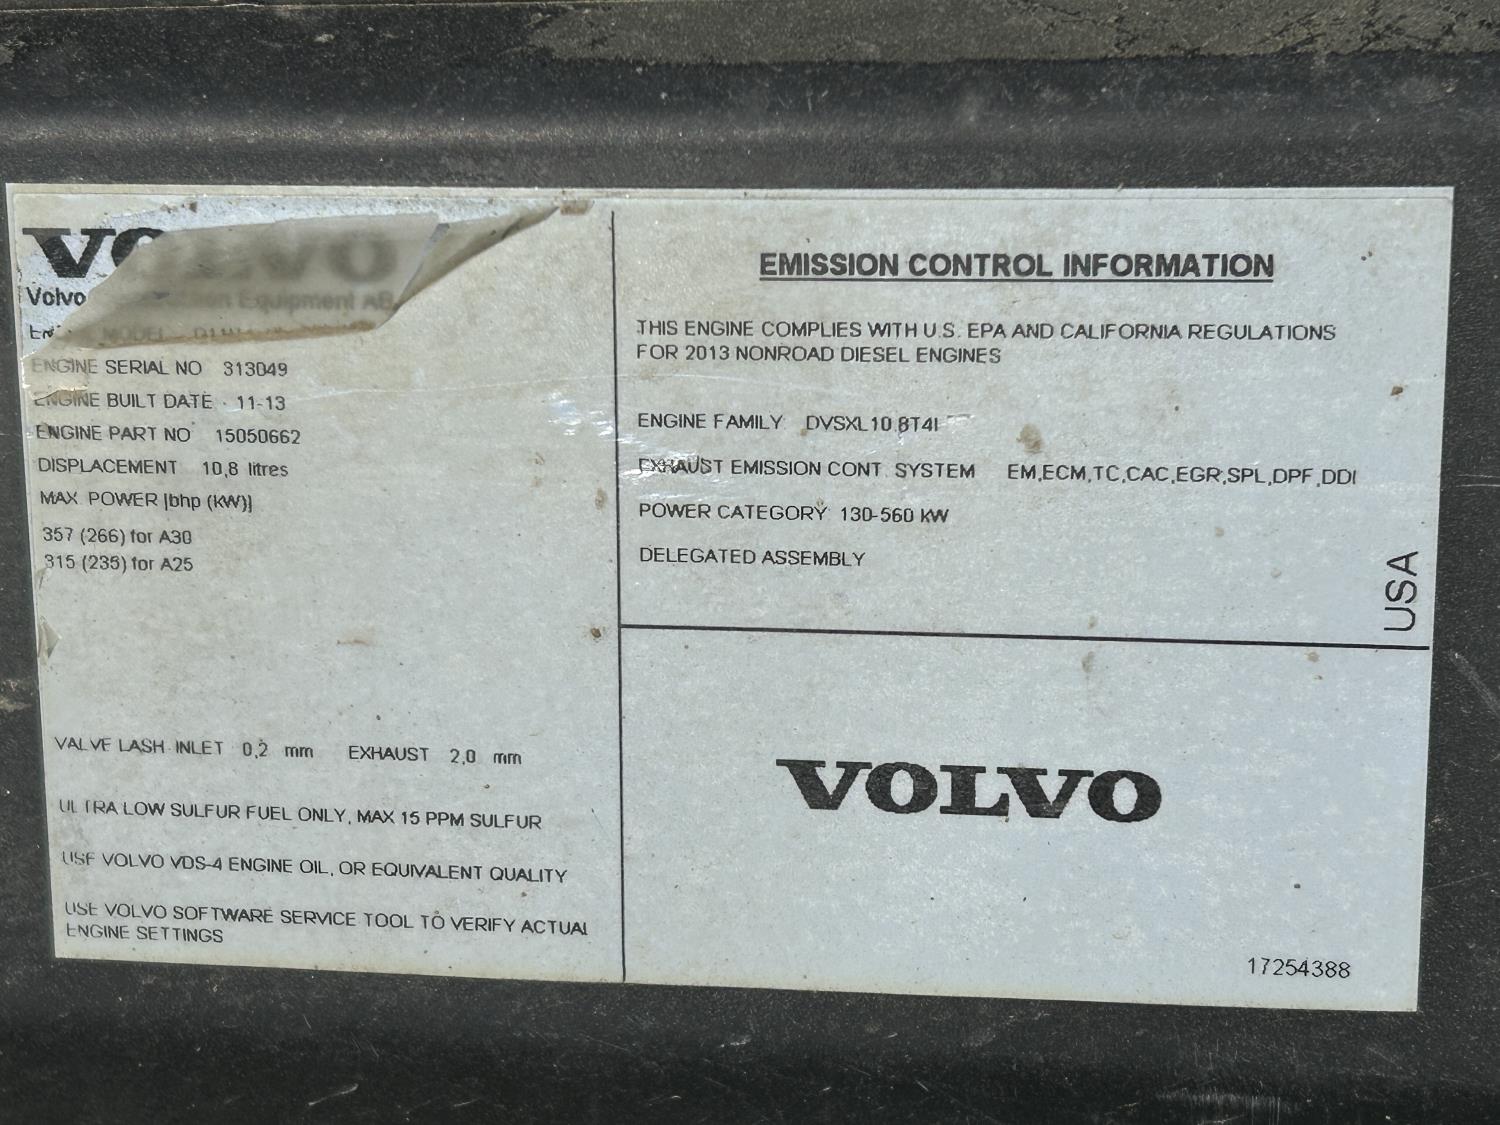 VOLVO
Volvo Equipment AB
ENGINE MODEL
ENGINE SERIAL NO 313049
ENGINE BUILT DATE 11-13
ENGINE PART NO 15050662
DISPLACEMENT 10,8 litres
MAX. POWER [bhp (KW)]
357 (266) for A30
315 (235) for A25
VALVE LASH INLET 0,2 mm EXHAUST 2,0 mm
ULTRA LOW SULFUR FUEL ONLY, MAX 15 PPM SULFUR
USE VOLVO VDS-4 ENGINE OIL, OR EQUIVALENT QUALITY
USE VOLVO SOFTWARE SERVICE TOOL TO VERIFY ACTUAL
ENGINE SETTINGS
EMISSION CONTROL INFORMATION
THIS ENGINE COMPLIES WITH U.S. EPA AND CALIFORNIA REGULATIONS
FOR 2013 NONROAD DIESEL ENGINES
ENGINE FAMILY DVSXL10.8T4I
EXHAUST EMISSION CONT. SYSTEM EM,ECM,TC,CAC,EGR,SPL,DPF,DDI
POWER CATEGORY 130-560 KW
DELEGATED ASSEMBLY
USA
VOLVO
17254388